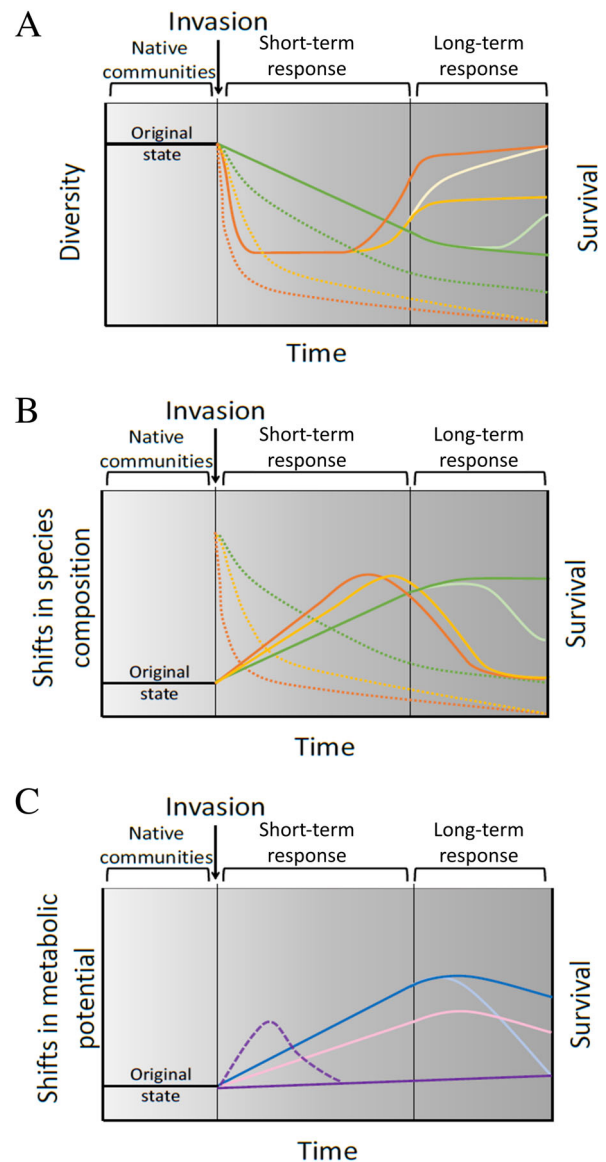 A
Invasion
Native communities
Short-term response
Long-term response
Original state
Diversity
Survival
Time
B
Invasion
Native communities
Short-term response
Long-term response
Original state
Shifts in species composition
Survival
Time
C
Invasion
Native communities
Short-term response
Long-term response
Original state
Shifts in metabolic potential
Survival
Time